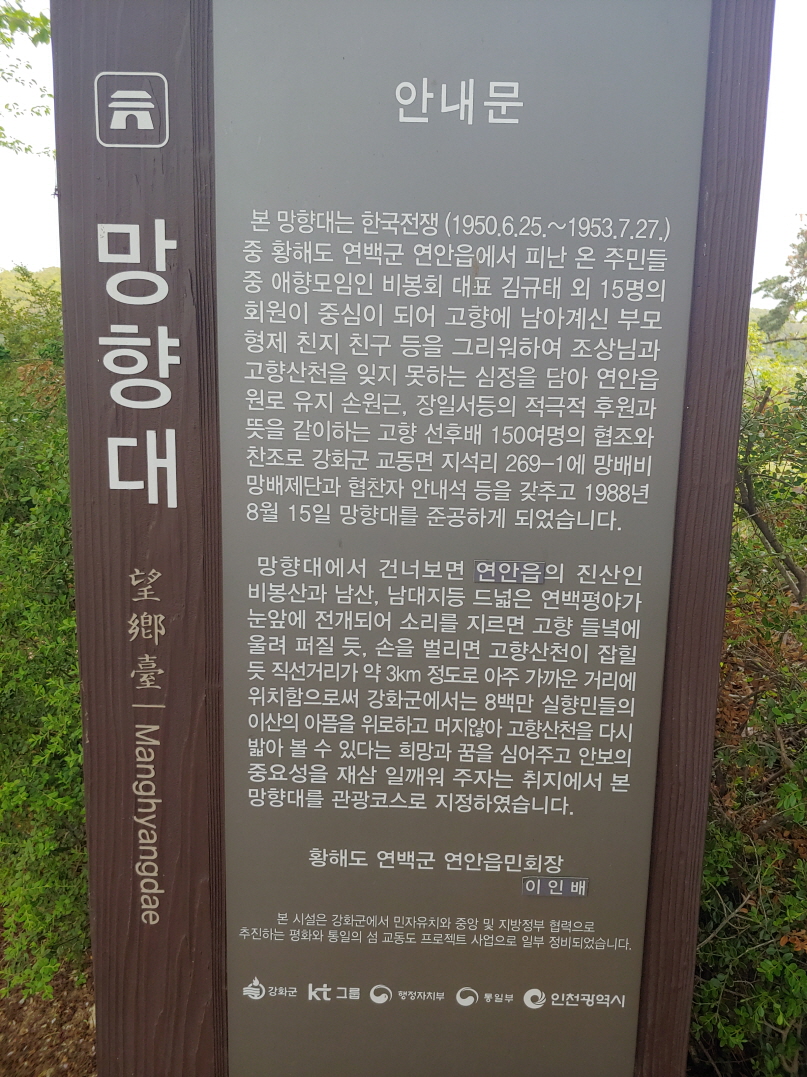 망향대
望鄕臺
Manghyangdae
안내문
본 망향대는 한국전쟁 (1950.6.25.~1953.7.27.)
중 황해도 연백군 연안읍에서 피난 온 주민들
중 애향모임인 비봉회 대표 김규태 외 15명의
회원이 중심이 되어 고향에 남아계신 부모
형제 친지 친구 등을 그리워하여 조상님과
고향산천을 잊지 못하는 심정을 담아 연안읍
원로 유지 손원근, 장일서등의 적극적 후원과
뜻을 같이하는 고향 선후배 150여명의 협조와
찬조로 강화군 교동면 지석리 269-1에 망배비
망배제단과 협찬자 안내석 등을 갖추고 1988년
8월 15일 망향대를 준공하게 되었습니다.
망향대에서 건너보면 연안읍의 진산인
비봉산과 남산, 남대지등 드넓은 연백평야가
눈앞에 전개되어 소리를 지르면 고향 들녘에
울려 퍼질 듯, 손을 벌리면 고향산천이 잡힐
듯 직선거리가 약 3km 정도로 아주 가까운 거리에
위치함으로써 강화군에서는 8백만 실향민들의
이산의 아픔을 위로하고 머지않아 고향산천을 다시
밟아 볼 수 있다는 희망과 꿈을 심어주고 안보의
중요성을 재삼 일깨워 주자는 취지에서 본
망향대를 관광코스로 지정하였습니다.
황해도 연백군 연안읍민회장
이인배
본 시설은 강화군에서 민자유치와 중앙 및 지방정부 협력으로
추진하는 평화와 통일의 섬 교동도 프로젝트 사업으로 일부 정비되었습니다.
강화군 kt 그룹 행정자치부 통일부 인천광역시